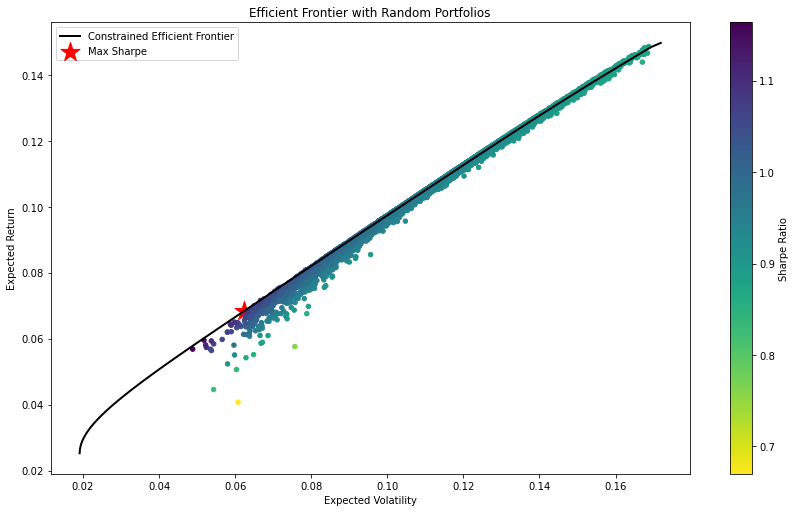 Efficient Frontier with Random Portfolios
Constrained Efficient Frontier
Max Sharpe
0.14
0.12
0.10
0.08
0.06
0.04
0.02
Expected Return
0.02 0.04 0.06 0.08 0.10 0.12 0.14 0.16
Expected Volatility
1.1
1.0
0.9
0.8
0.7
Sharpe Ratio